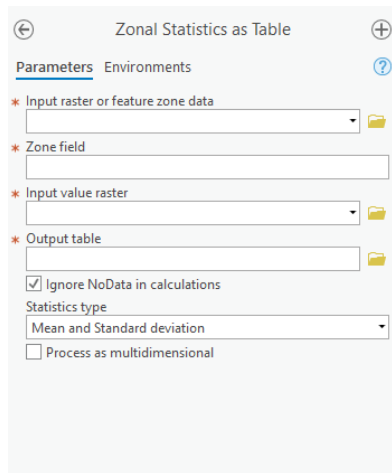 Zonal Statistics as Table
Parameters Environments
* Input raster or feature zone data
* Zone field
* Input value raster
* Output table
Ignore NoData in calculations
Statistics type
Mean and Standard deviation
Process as multidimensional